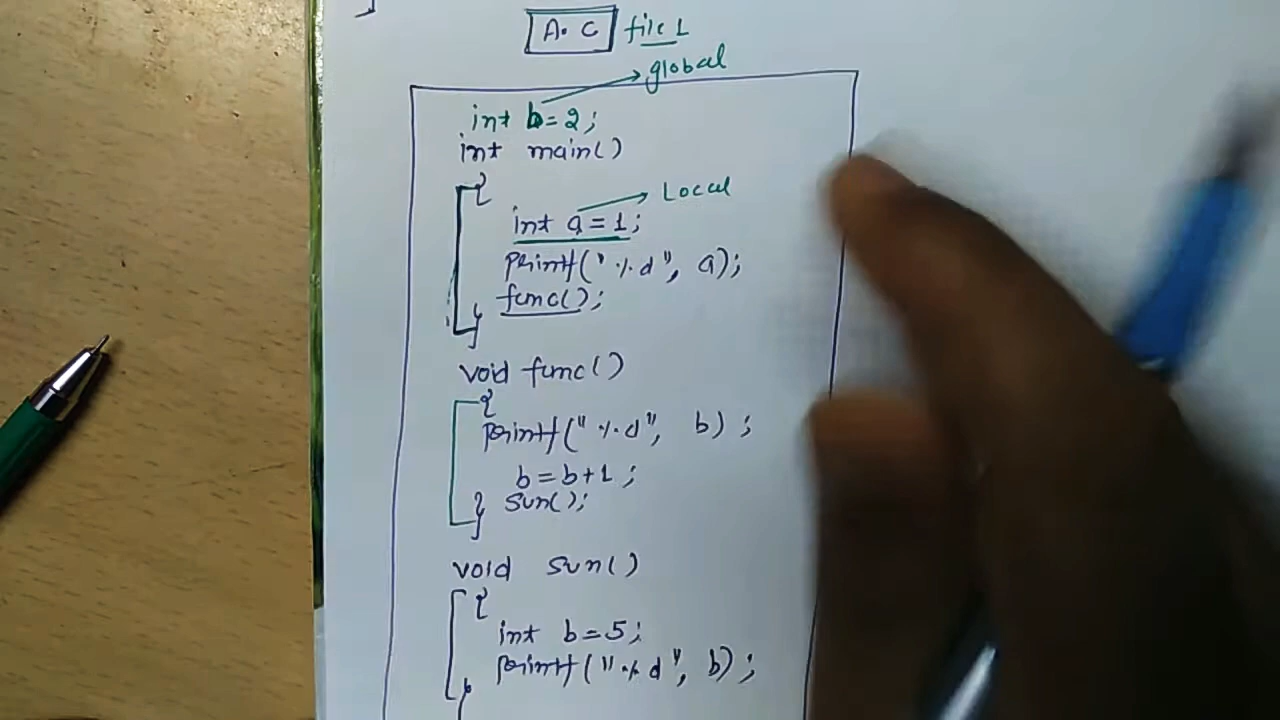 A.C file1
global
int b=2;
int main()
{
Local
int a=1;
printf("%d", a);
func();
}
void func()
{
printf("%d", b);
b=b+1;
sun();
}
void sun()
{
int b=5;
printf("%d", b);